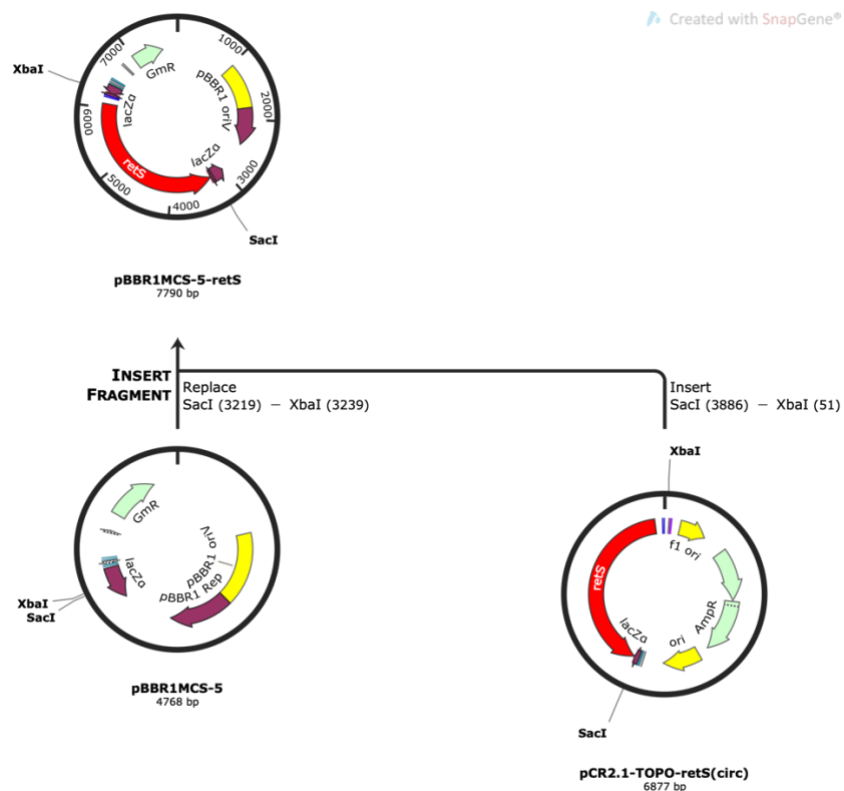 Created with SnapGene®
XbaI
7000
GmR
1000
pBBR1 oriV
2000
lacZα
6000
retS
lacZα
5000
4000
3000
SacI
pBBR1MCS-5-retS
7790 bp
INSERT
FRAGMENT
Replace
SacI (3219) – XbaI (3239)
Insert
SacI (3886) – XbaI (51)
GmR
pBBR1 oriV
pBBR1 Rep
lacZα
XbaI
SacI
pBBR1MCS-5
4768 bp
XbaI
f1 ori
retS
AmpR
ori
lacZα
SacI
pCR2.1-TOPO-retS(circ)
6877 bp